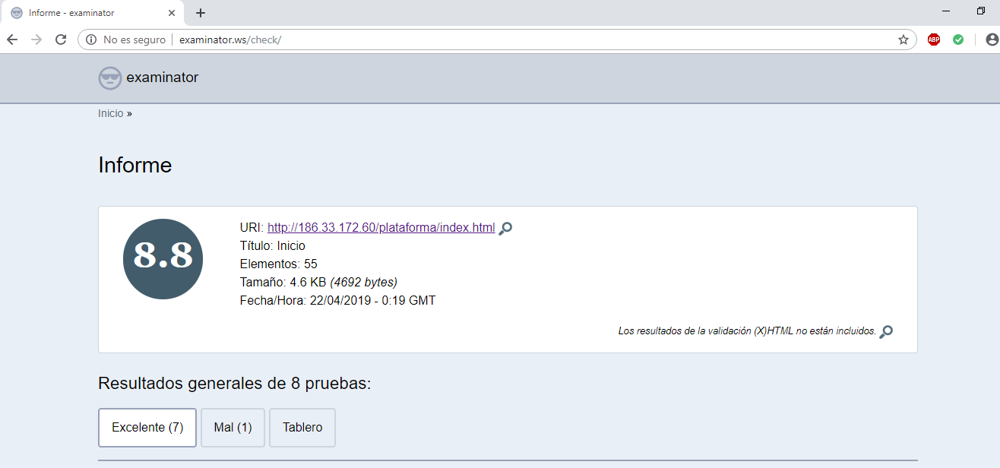 Informe - examinator
No es seguro
examinator.ws/check/
ABP
examinator
Inicio »
Informe
8.8
URI: http://186.33.172.60/plataforma/index.html
Título: Inicio
Elementos: 55
Tamaño: 4.6 KB (4692 bytes)
Fecha/Hora: 22/04/2019 - 0:19 GMT
Los resultados de la validación (X)HTML no están incluidos.
Resultados generales de 8 pruebas:
Excelente (7)
Mal (1)
Tablero